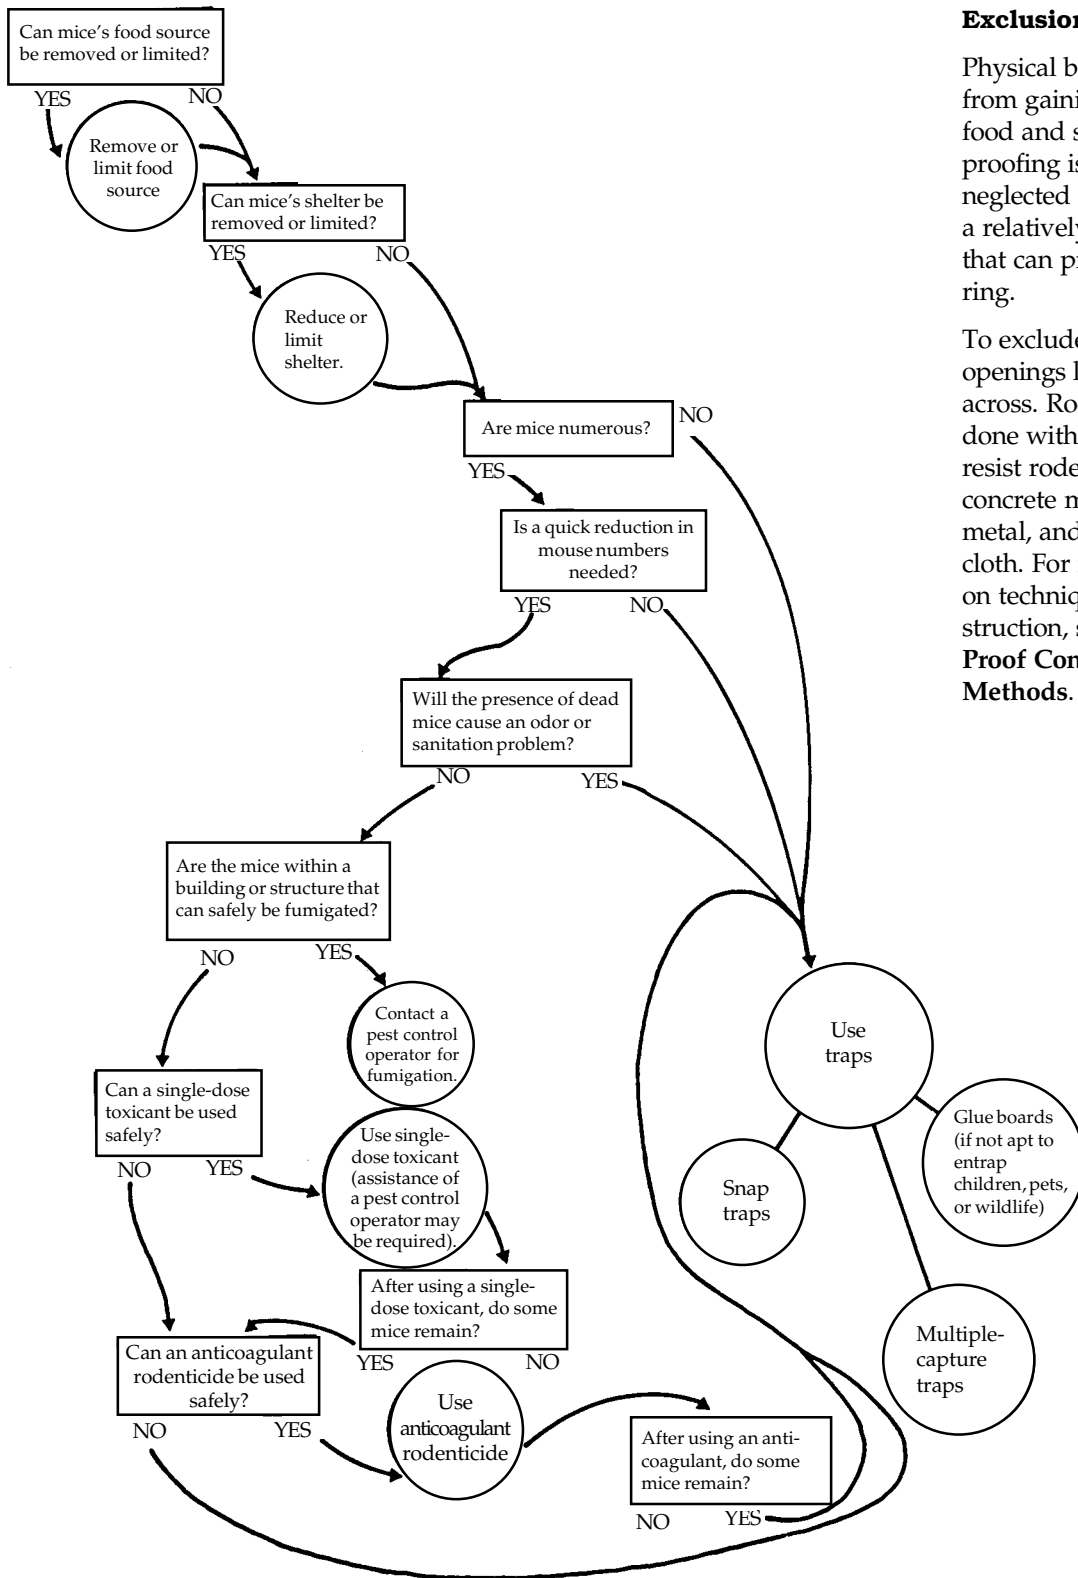 Can mice's food source
be removed or limited?
YES
NO
Remove or
limit food
source
Can mice's shelter be
removed or limited?
YES
NO
Reduce or
limit
shelter.
Are mice numerous?
NO
YES
Is a quick reduction in
mouse numbers
needed?
YES
NO
Will the presence of dead
mice cause an odor or
sanitation problem?
NO
YES
Are the mice within a
building or structure that
can safely be fumigated?
NO
YES
Contact a
pest control
operator for
fumigation.
Can a single-dose
toxicant be used
safely?
NO
YES
Use single-
dose toxicant
(assistance of
a pest control
operator may
be required).
After using a single-
dose toxicant, do some
mice remain?
YES
NO
Can an anticoagulant
rodenticide be used
safely?
NO
YES
Use
anticoagulant
rodenticide
After using an anti-
coagulant, do some
mice remain?
NO
YES
Use
traps
Snap
traps
Glue boards
(if not apt to
entrap
children, pets,
or wildlife)
Multiple-
capture
traps
Exclusion
Physical b
from gaini
food and s
proofing is
neglected
a relatively
that can p
ring.
To exclude
openings l
across. Ro
done with
resist rode
concrete m
metal, and
cloth. For
on techniq
struction, s
Proof Con
Methods.